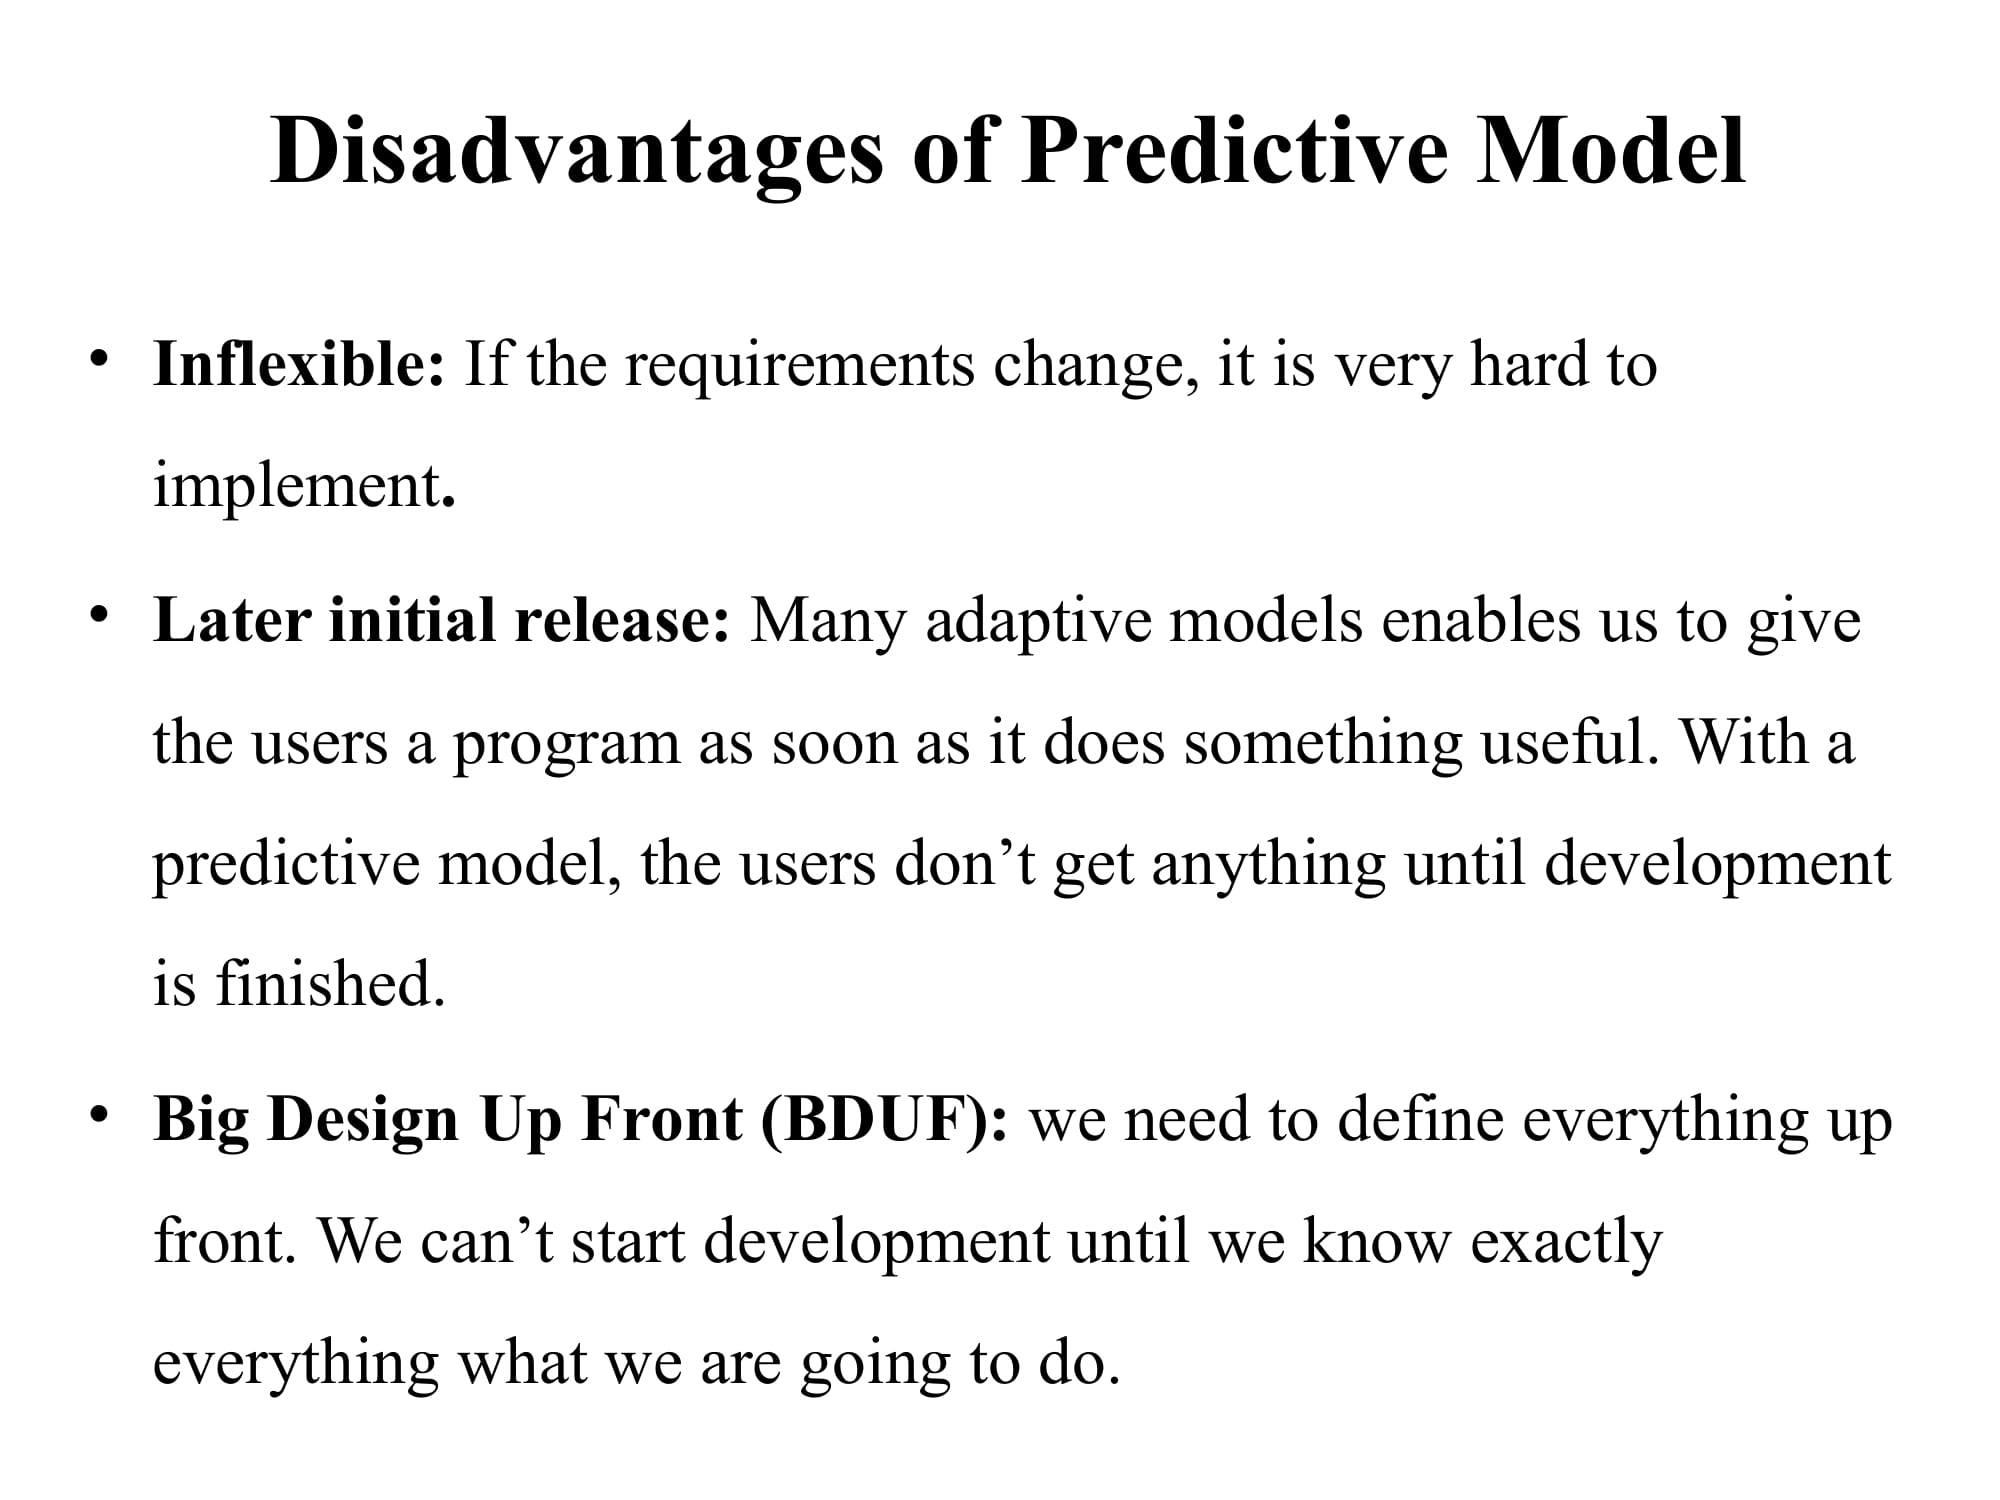 Disadvantages of Predictive Model
• Inflexible: If the requirements change, it is very hard to
implement.
• Later initial release: Many adaptive models enables us to give
the users a program as soon as it does something useful. With a
predictive model, the users don’t get anything until development
is finished.
• Big Design Up Front (BDUF): we need to define everything up
front. We can’t start development until we know exactly
everything what we are going to do.